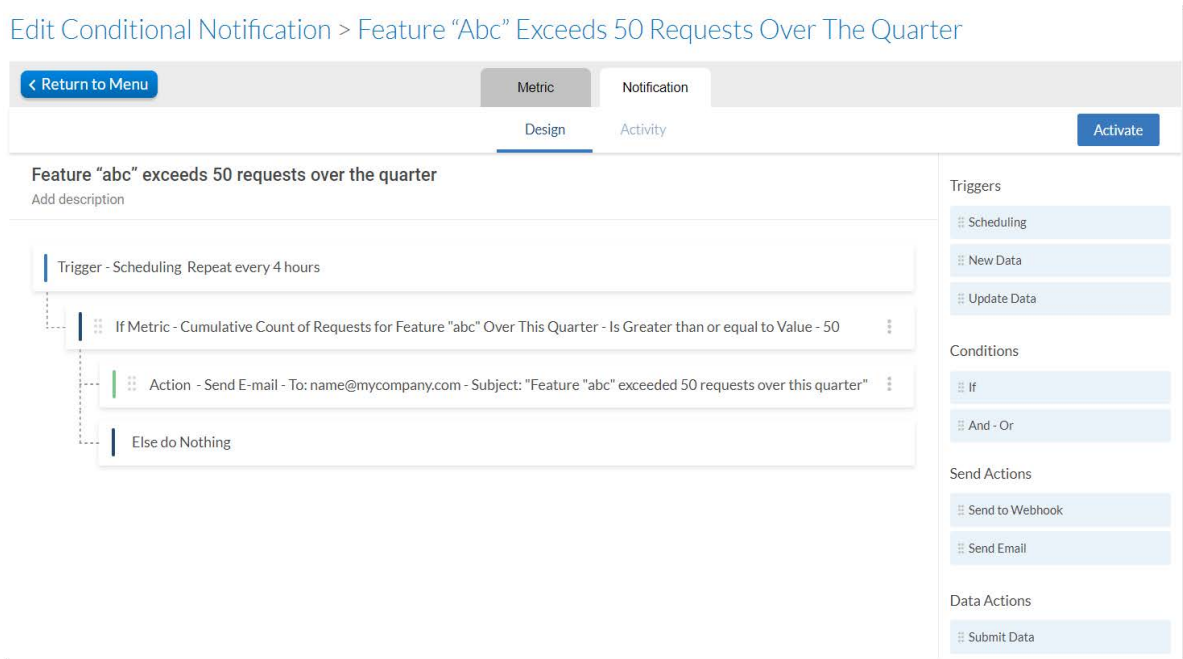 Edit Conditional Notification > Feature “Abc” Exceeds 50 Requests Over The Quarter
< Return to Menu
Metric
Notification
Design
Activity
Activate
Feature “abc” exceeds 50 requests over the quarter
Add description
Trigger - Scheduling Repeat every 4 hours
If Metric - Cumulative Count of Requests for Feature "abc" Over This Quarter - Is Greater than or equal to Value - 50
Action - Send E-mail - To: name@mycompany.com - Subject: "Feature "abc" exceeded 50 requests over this quarter"
Else do Nothing
Triggers
Scheduling
New Data
Update Data
Conditions
If
And - Or
Send Actions
Send to Webhook
Send Email
Data Actions
Submit Data